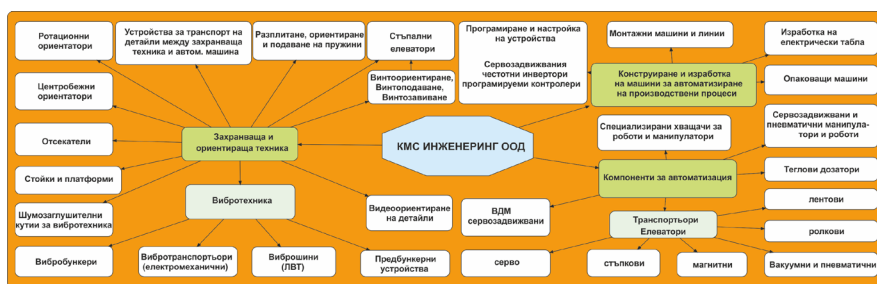 Ротационни
ориентатори
Устройства за транспорт на
детайли между захранваща
техника и автом. машина
Разплитане, ориентиране
и подаване на пружини
Стъпални
елеватори
Програмиране и настройка
на устройства
Сервозадвижвания
честотни инвертори
програмируеми контролери
Монтажни машини и линии
Изработка на
електрически табла
Центробежни
ориентатори
Винтоориентиране,
Винтоподаване,
Винтозавиване
Конструиране и изработка
на машини за автоматизиране
на производствени процеси
Опаковащи машини
Отсекатели
Захранваща и
ориентираща техника
КМС ИНЖЕНЕРИНГ ООД
Специализирани хващачи за
роботи и манипулатори
Сервозадвижвани и
пневматични манипула-
тори и роботи
Стойки и платформи
Компоненти за автоматизация
Теглови дозатори
Шумозаглушителни
кутии за вибротехника
Вибротехника
Видеоориентиране
на детайли
ВДМ
сервозадвижвани
Транспортьори
Елеватори
лентови
ролкови
Вибробункери
Вибротранспортьори
(електромеханични)
Виброшини
(ЛВТ)
Предбункерни
устройства
серво
стъпкови
магнитни
Вакуумни и пневматични